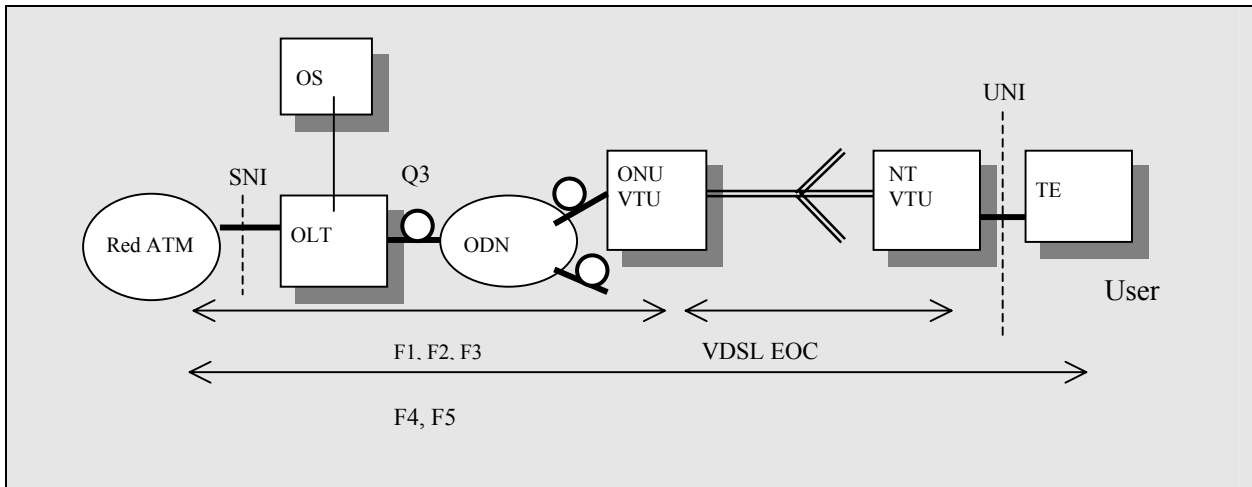 OS
UNI
SNI
Q3
ONU
VTU
NT
VTU
TE
Red ATM
OLT
ODN
User
F1, F2, F3
VDSL EOC
F4, F5